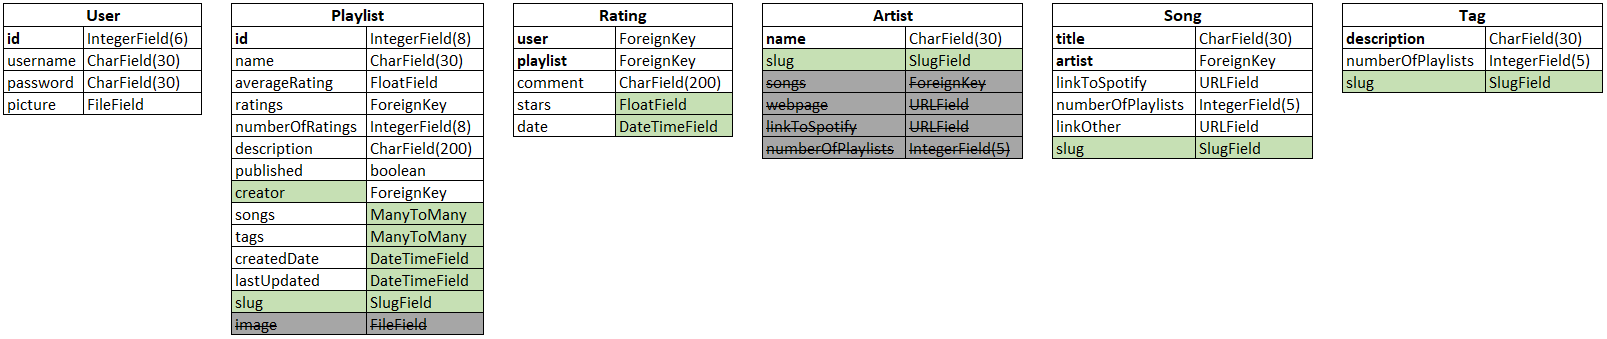 User
id IntegerField(6)
username CharField(30)
password CharField(30)
picture FileField
Playlist
id IntegerField(8)
name CharField(30)
averageRating FloatField
ratings ForeignKey
numberOfRatings IntegerField(8)
description CharField(200)
published boolean
creator ForeignKey
songs ManyToMany
tags ManyToMany
createdDate DateTimeField
lastUpdated DateTimeField
slug SlugField
image FileField
Rating
user ForeignKey
playlist ForeignKey
comment CharField(200)
stars FloatField
date DateTimeField
Artist
name CharField(30)
slug SlugField
songs ForeignKey
webpage URLField
linkToSpotify URLField
numberOfPlaylists IntegerField(5)
Song
title CharField(30)
artist ForeignKey
linkToSpotify URLField
numberOfPlaylists IntegerField(5)
linkOther URLField
slug SlugField
Tag
description CharField(30)
numberOfPlaylists IntegerField(5)
slug SlugField